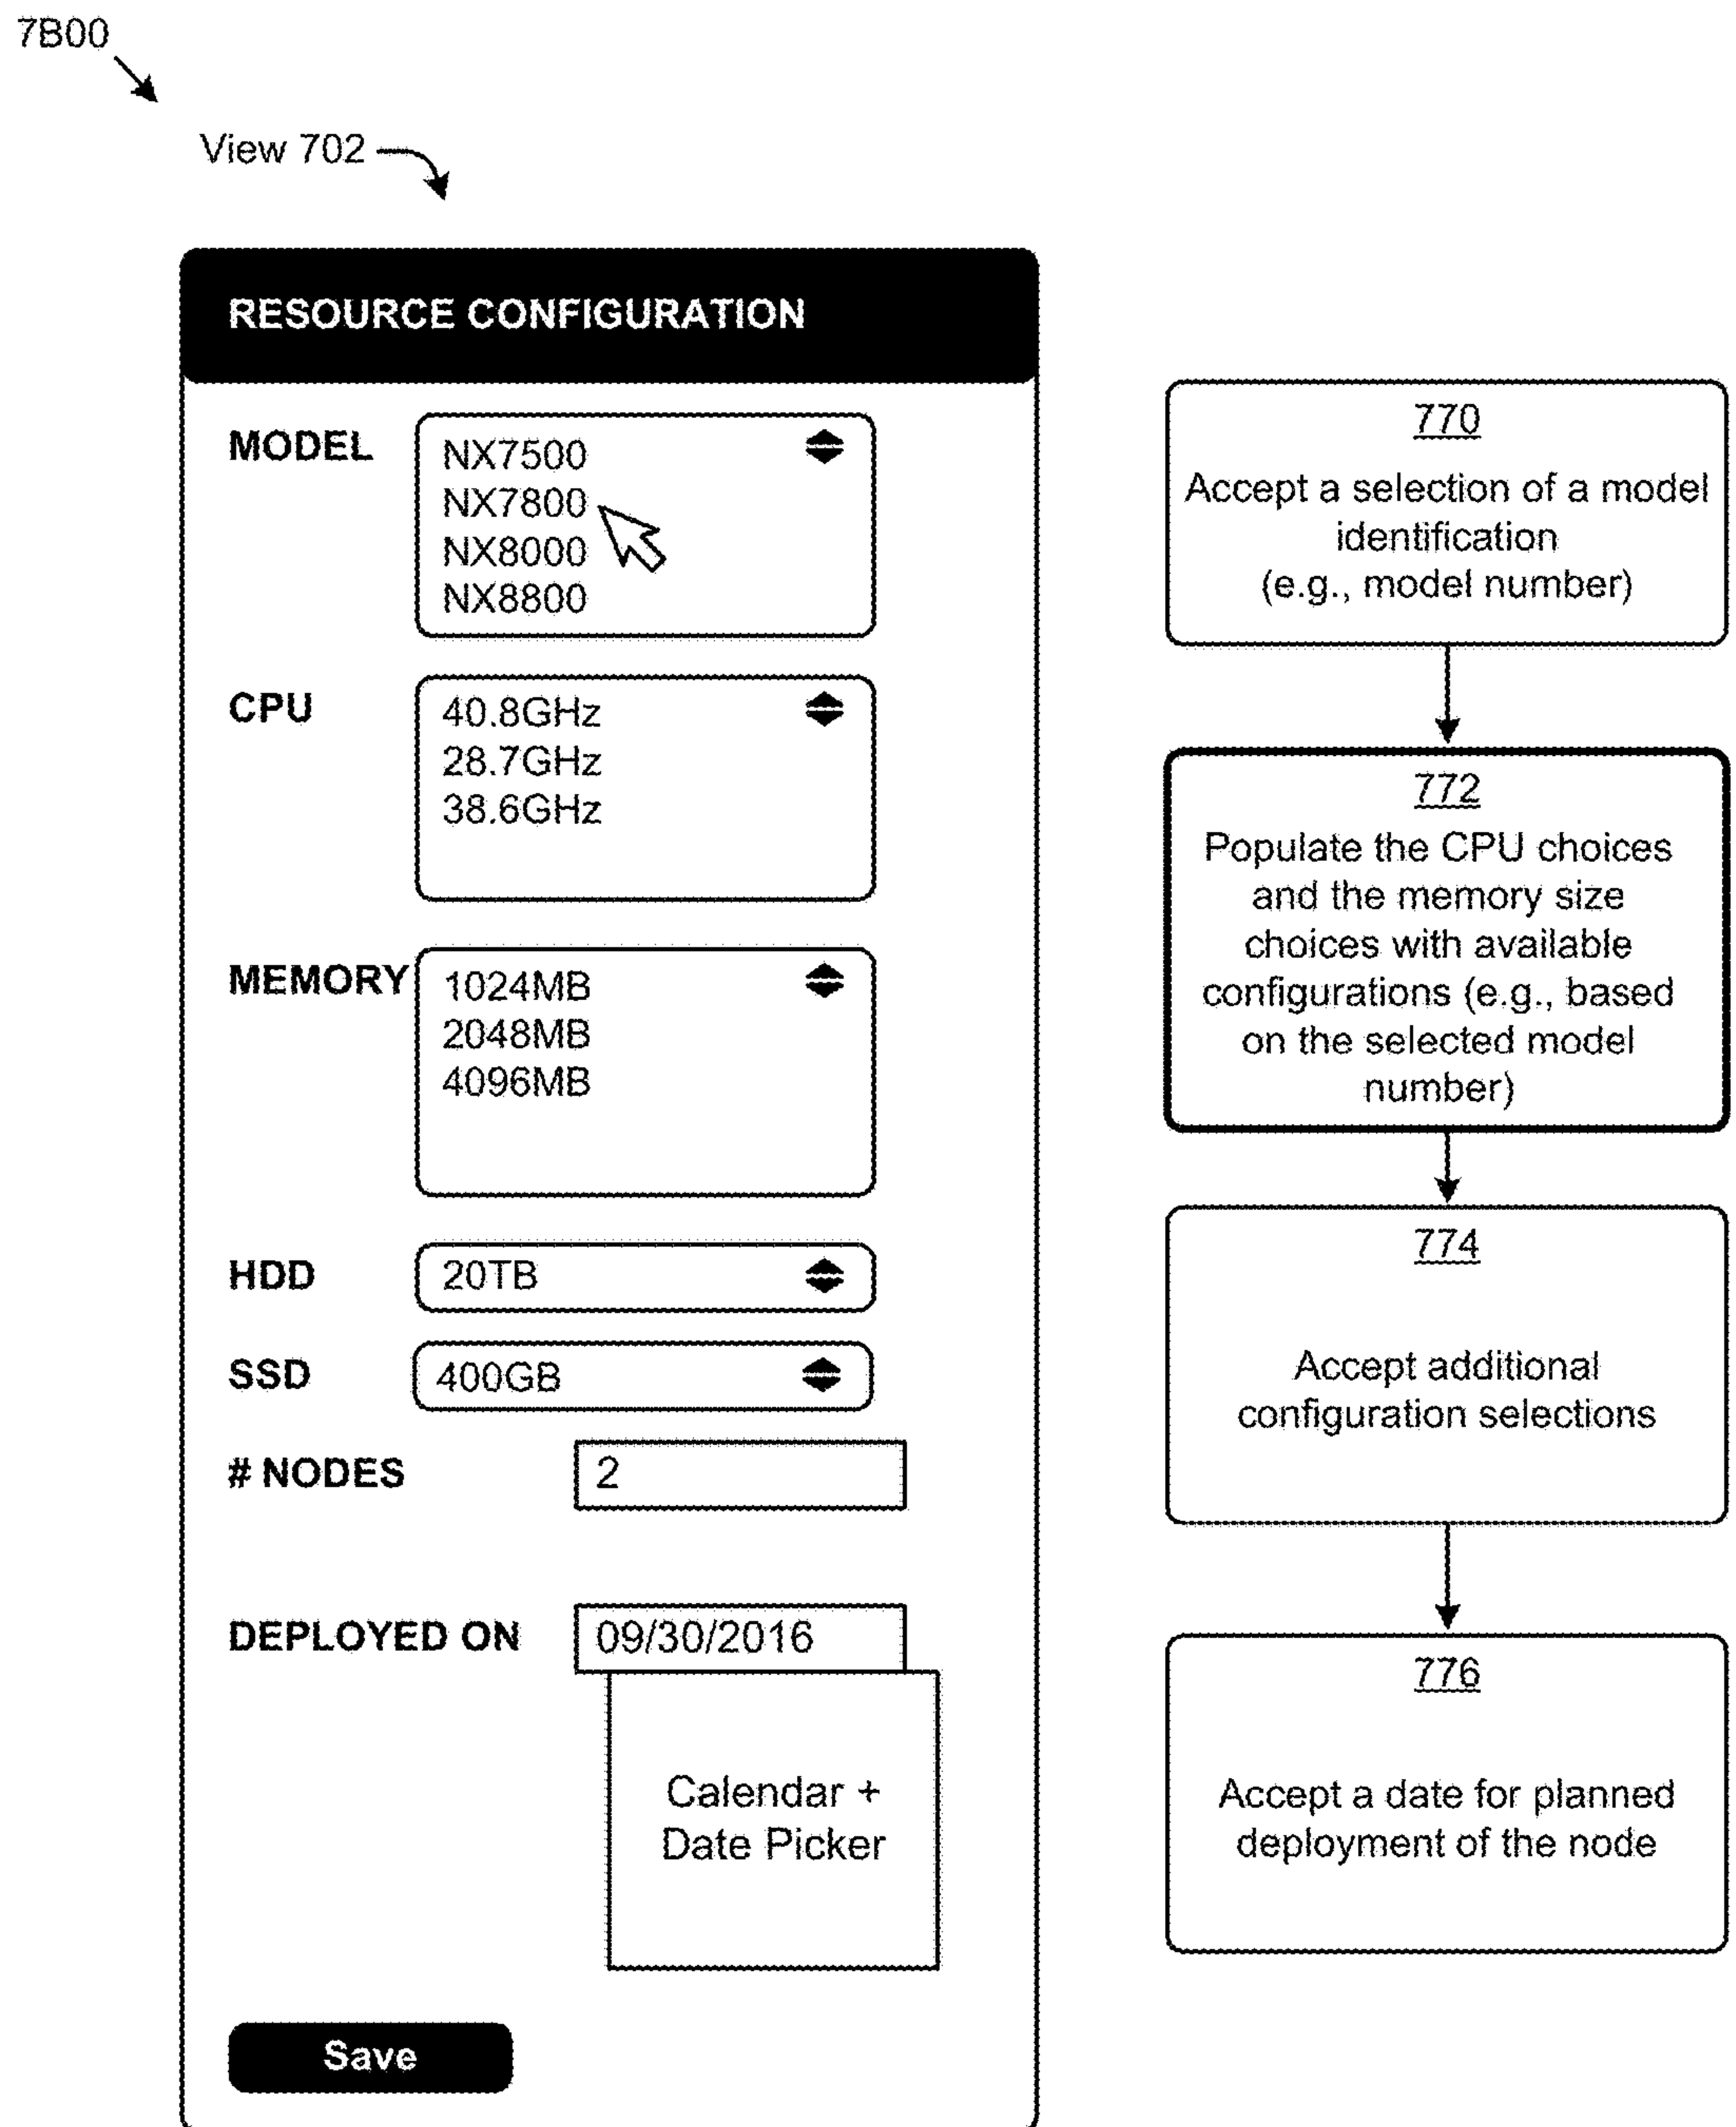 7B00
View 702
RESOURCE CONFIGURATION
MODEL
NX7500
NX7800
NX8000
NX8800
CPU
40.8GHz
28.7GHz
38.6GHz
MEMORY
1024MB
2048MB
4096MB
HDD
20TB
SSD
400GB
# NODES
2
DEPLOYED ON
09/30/2016
Calendar +
Date Picker
Save
770
Accept a selection of a model
identification
(e.g., model number)
772
Populate the CPU choices
and the memory size
choices with available
configurations (e.g., based
on the selected model
number)
774
Accept additional
configuration selections
776
Accept a date for planned
deployment of the node